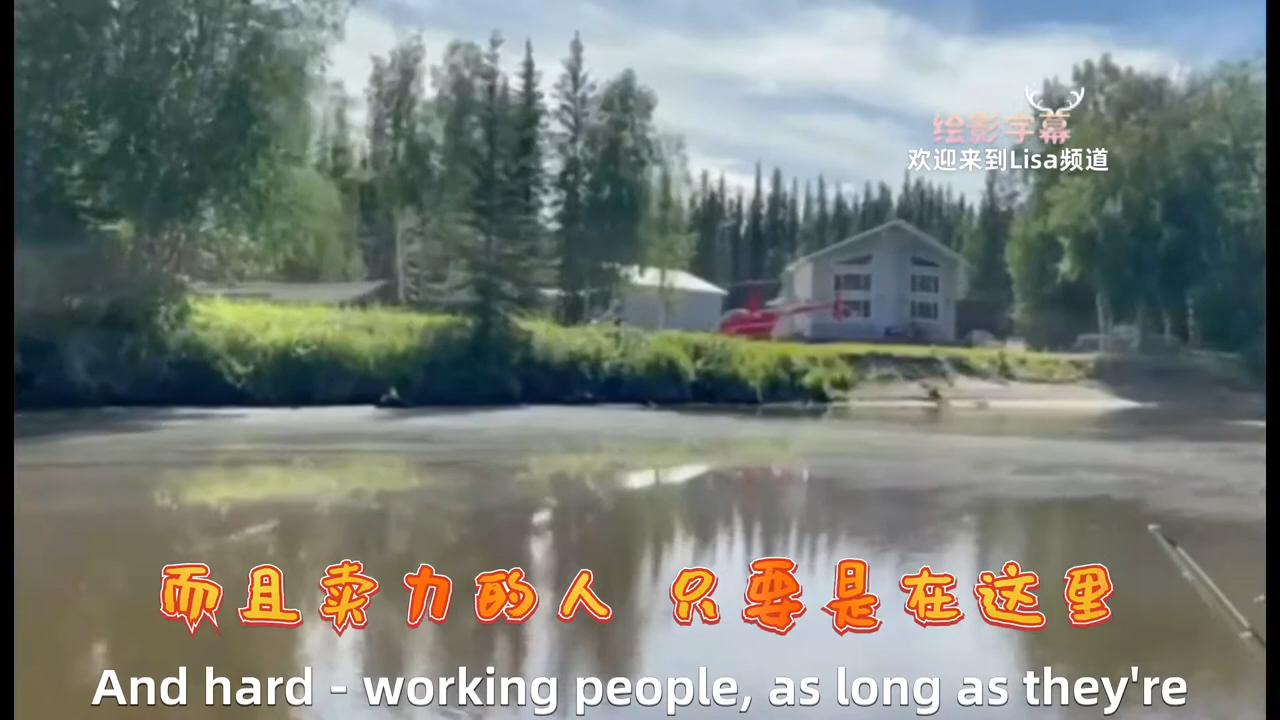 绘影字幕
欢迎来到Lisa频道
而且卖力的人 只要是在这里
And hard - working people, as long as they're